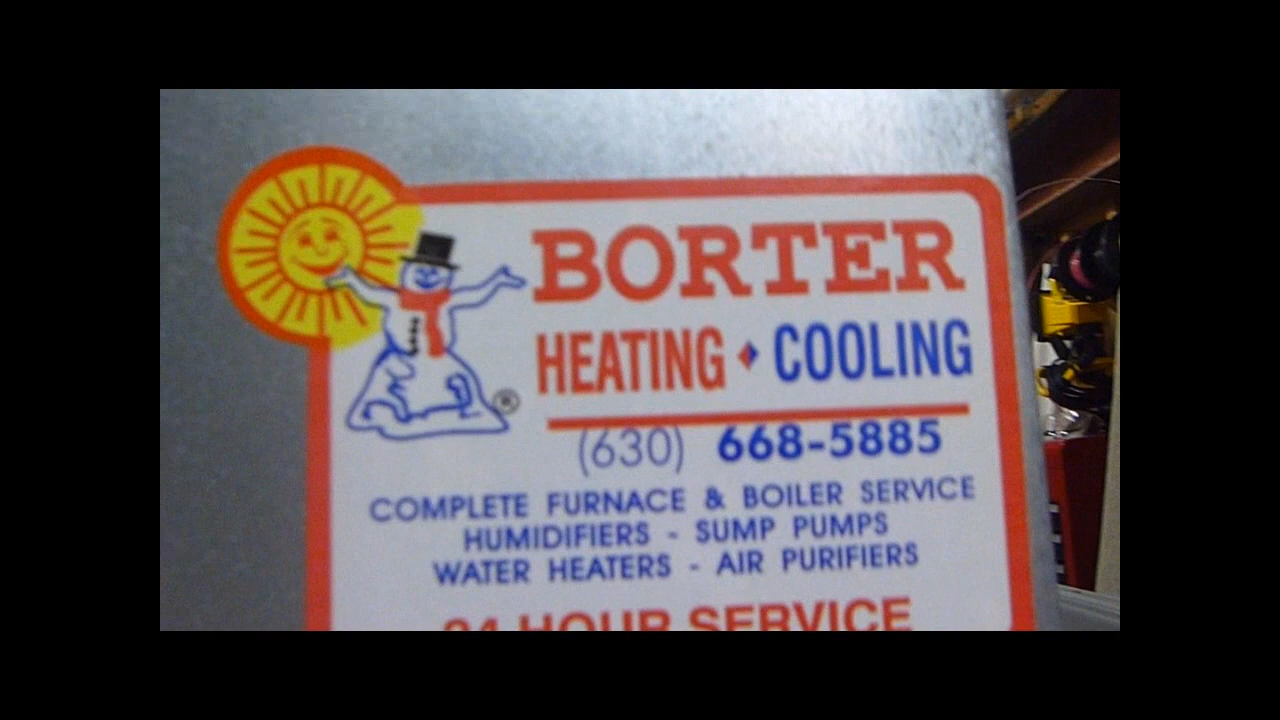 BORTER
HEATING ♦ COOLING
®
(630) 668-5885
COMPLETE FURNACE & BOILER SERVICE
HUMIDIFIERS - SUMP PUMPS
WATER HEATERS - AIR PURIFIERS
24 HOUR SERVICE